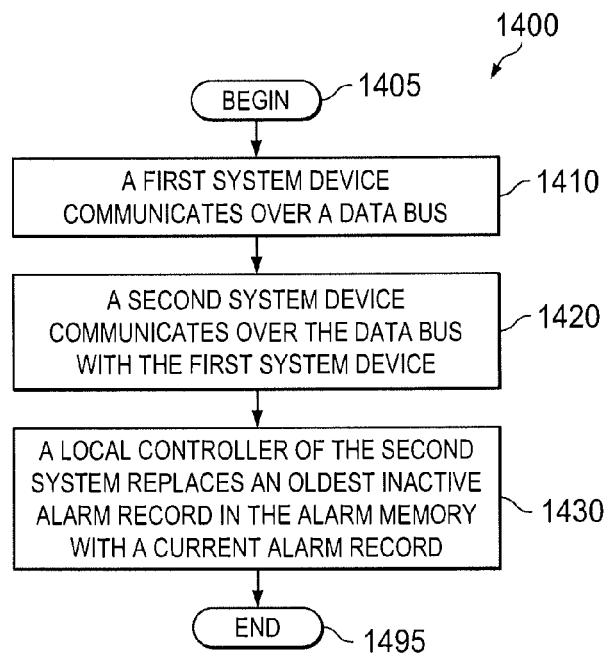 1400
BEGIN
1405
A FIRST SYSTEM DEVICE
COMMUNICATES OVER A DATA BUS
1410
A SECOND SYSTEM DEVICE
COMMUNICATES OVER THE DATA BUS
WITH THE FIRST SYSTEM DEVICE
1420
A LOCAL CONTROLLER OF THE SECOND
SYSTEM REPLACES AN OLDEST INACTIVE
ALARM RECORD IN THE ALARM MEMORY
WITH A CURRENT ALARM RECORD
1430
END
1495